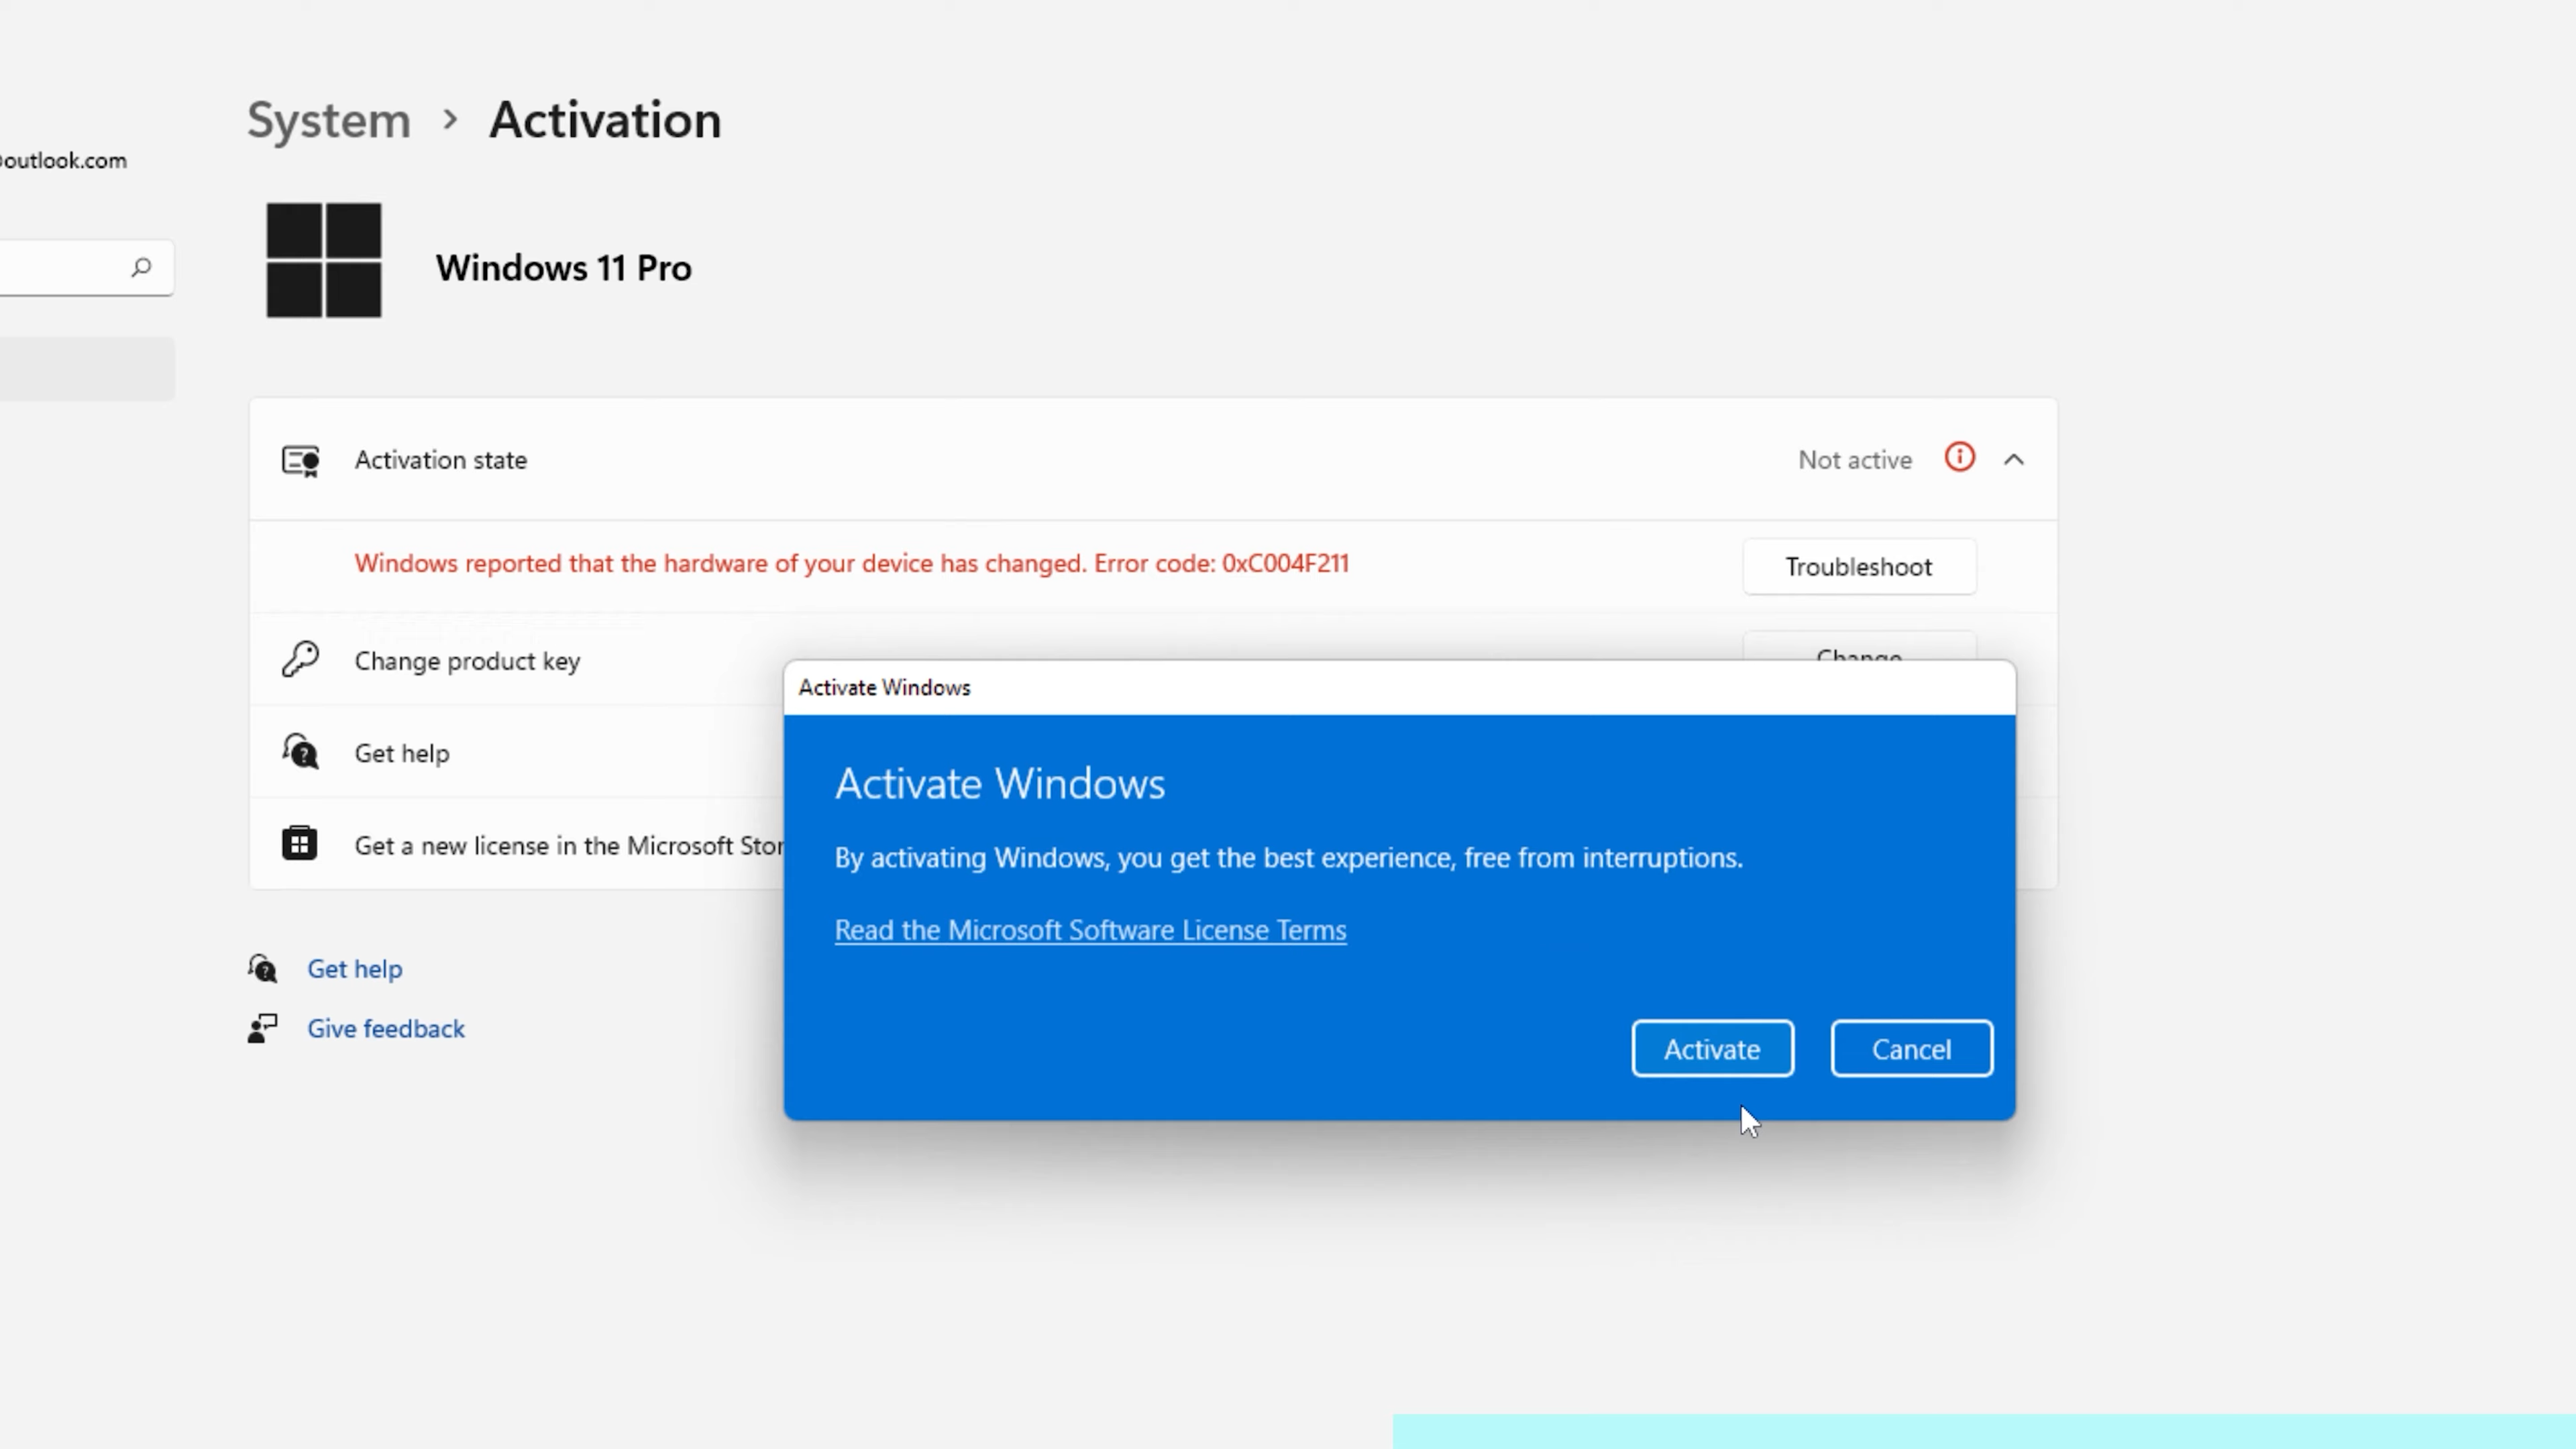 System > Activation
@outlook.com
Windows 11 Pro
Activation state
Not active
Windows reported that the hardware of your device has changed. Error code: 0xC004F211
Troubleshoot
Change product key
Change
Get help
Get a new license in the Microsoft Stor
Activate Windows
Activate Windows
By activating Windows, you get the best experience, free from interruptions.
Read the Microsoft Software License Terms
Activate
Cancel
Get help
Give feedback